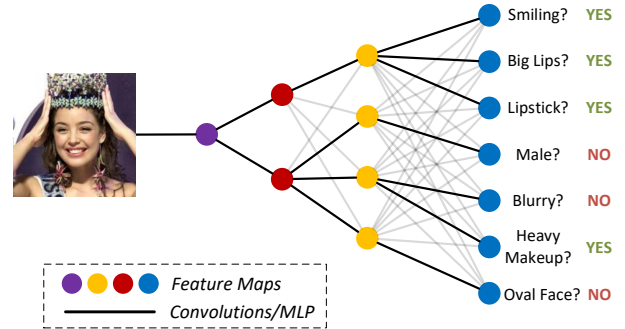 Smiling? YES
Big Lips? YES
Lipstick? YES
Male? NO
Blurry? NO
Heavy
Makeup? YES
Oval Face? NO
Feature Maps
Convolutions/MLP